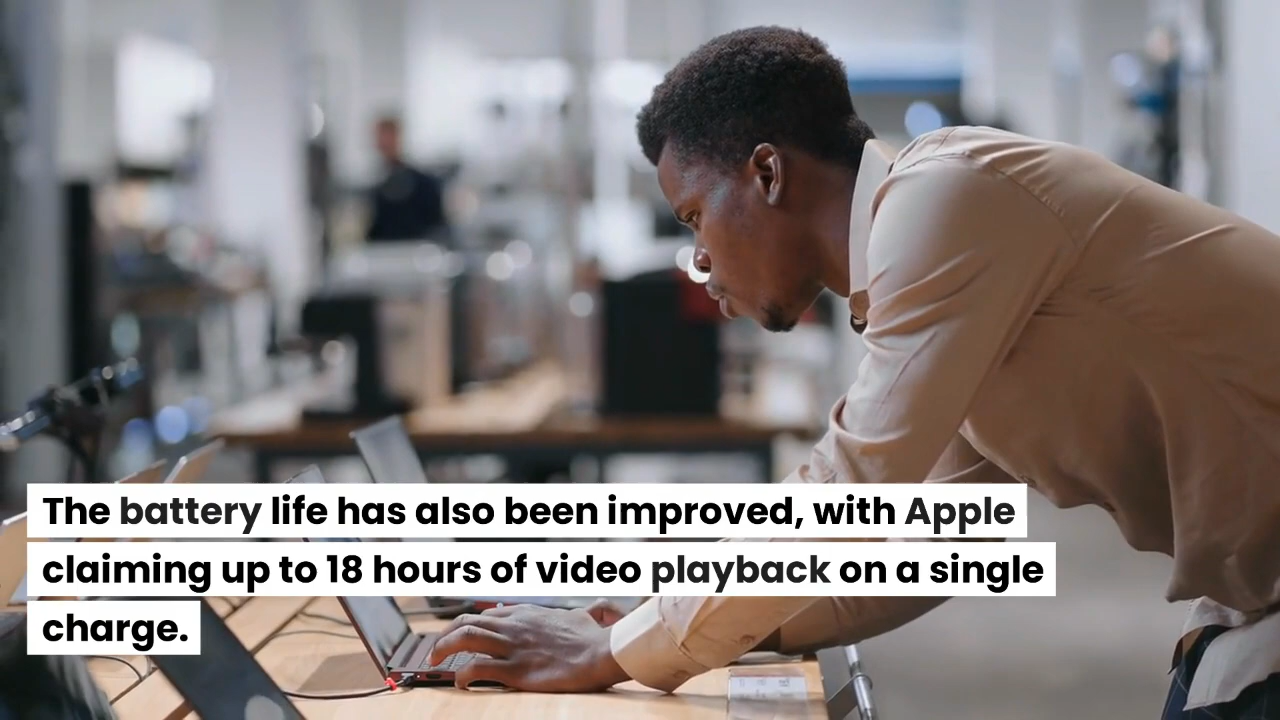 The battery life has also been improved, with Apple
claiming up to 18 hours of video playback on a single
charge.